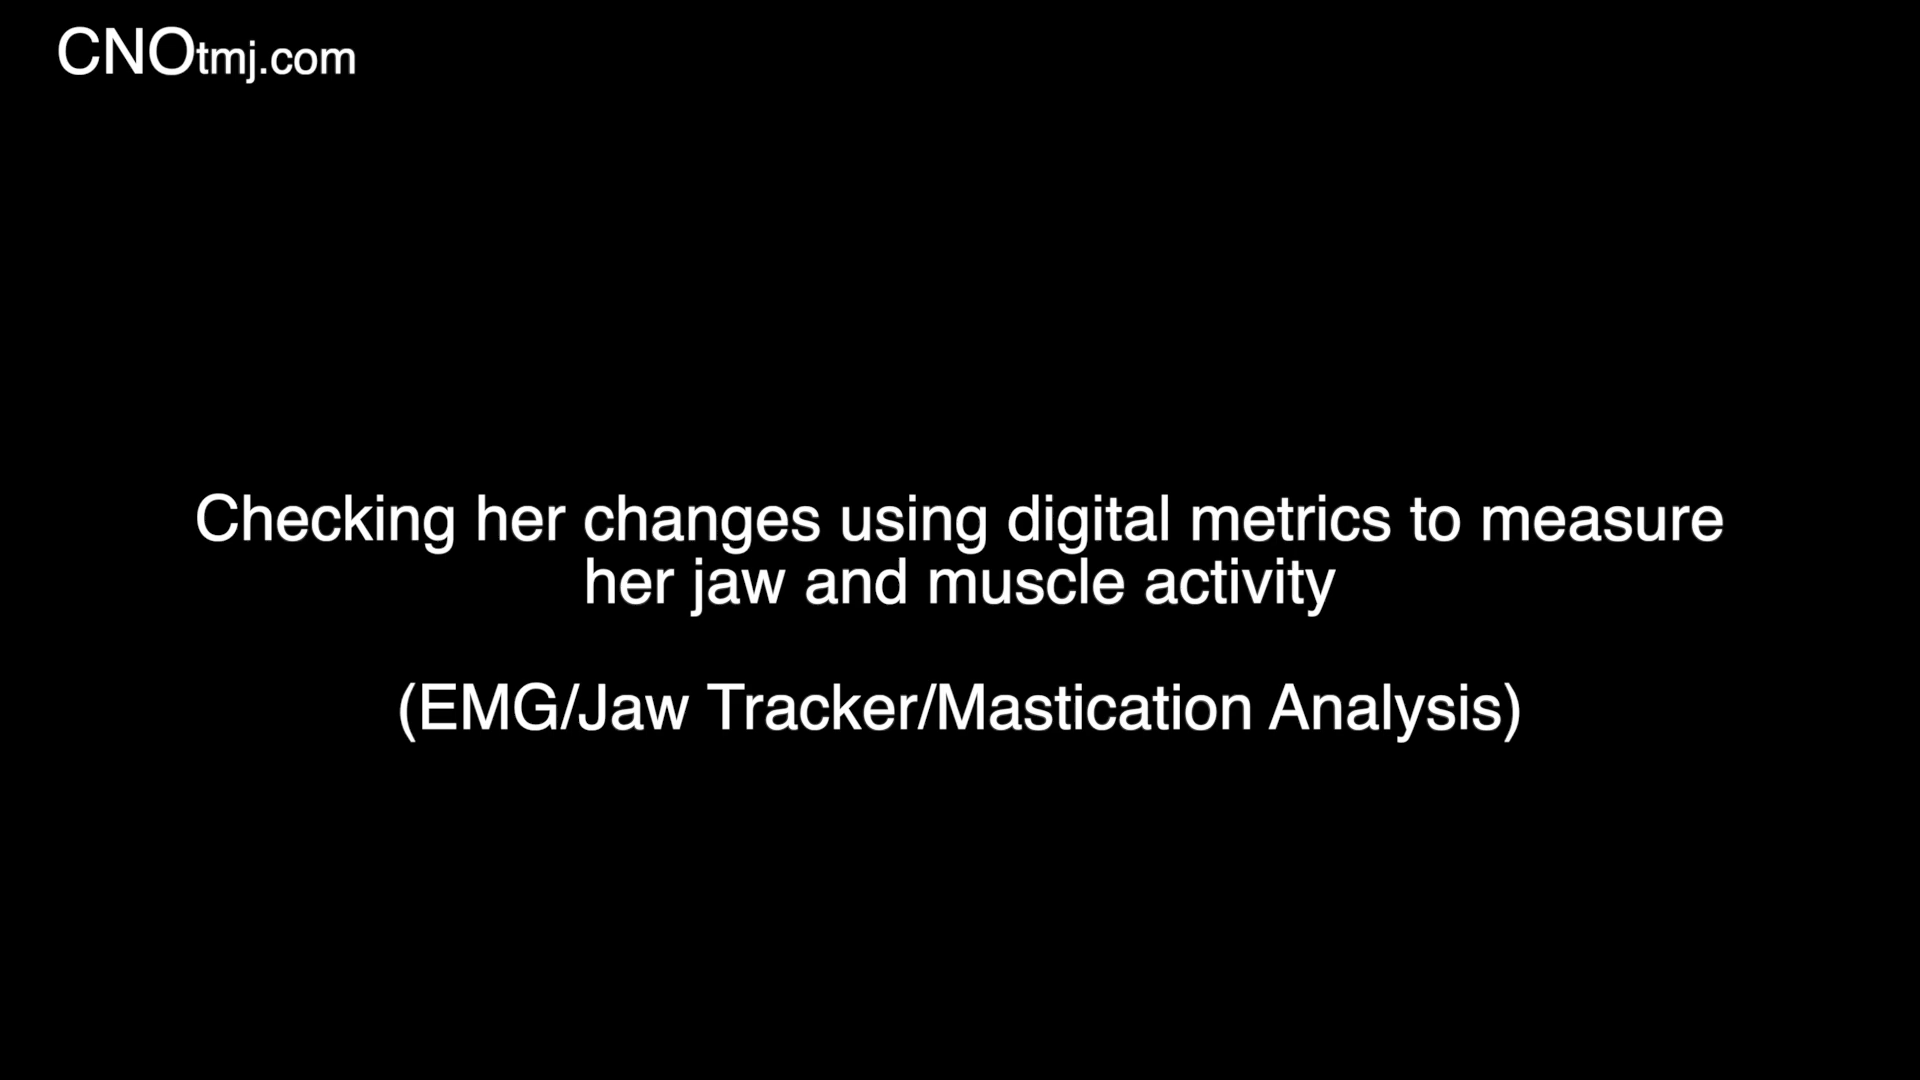 CNOtmj.com
Checking her changes using digital metrics to measure
her jaw and muscle activity
(EMG/Jaw Tracker/Mastication Analysis)